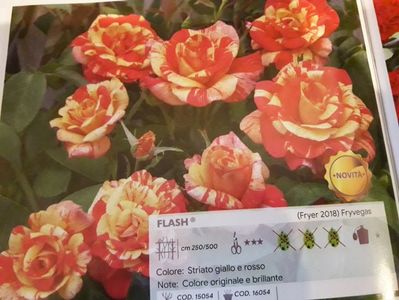 NOVITÀ
FLASH ®
(Fryer 2018) Fryvegas
cm 250/500
***
Colore: Striato giallo e rosso
Note: Colore originale e brillante
COD. 15054 COD. 16054